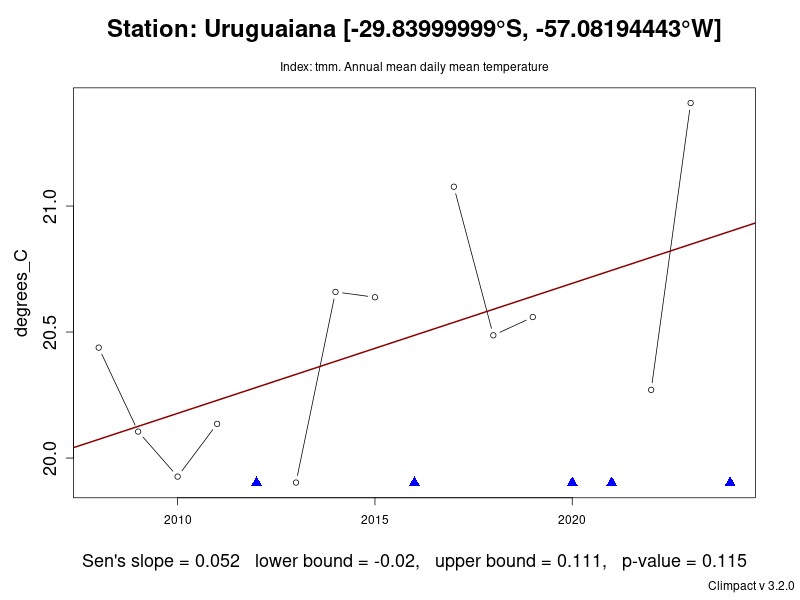 Station: Uruguaiana [-29.83999999°S, -57.08194443°W]
Index: tmm. Annual mean daily mean temperature
degrees_C
21.0
20.5
20.0
2010 2015 2020
Sen's slope = 0.052 lower bound = -0.02, upper bound = 0.111, p-value = 0.115
Climpact v 3.2.0